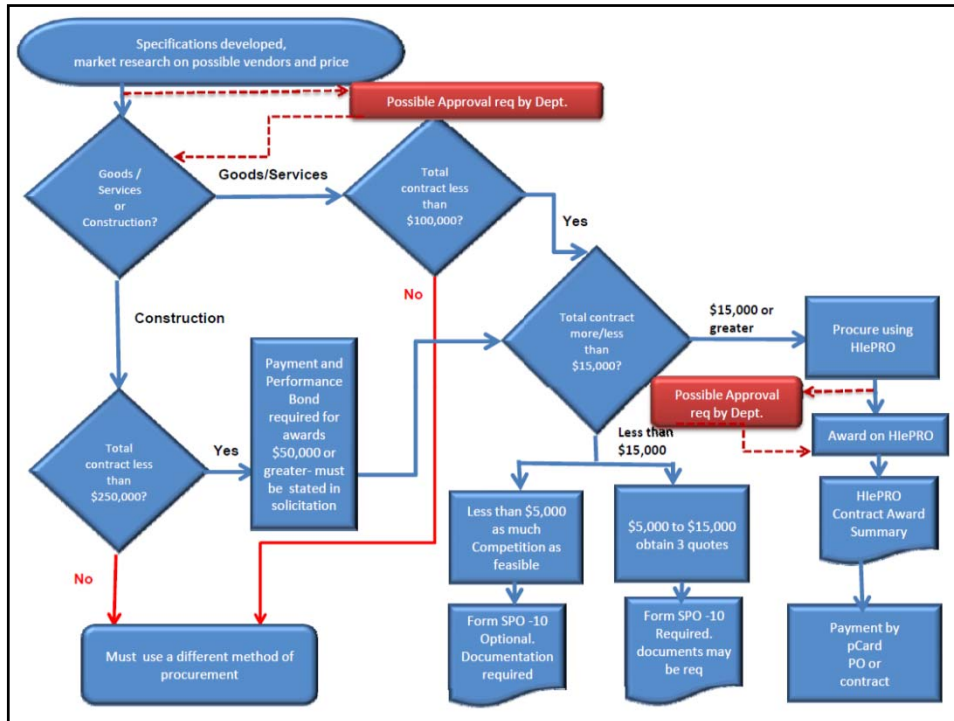 Specifications developed,
market research on possible vendors and price
Possible Approval req by Dept.
Goods /
Services
or
Construction?
Goods/Services
Total
contract less
than
$100,000?
Yes
No
Construction
Total contract
more/less
than
$15,000?
$15,000 or
greater
Procure using
HIePRO
Payment and
Performance
Bond
required for
awards
$50,000 or
greater- must
be stated in
solicitation
Possible Approval
req by Dept.
Award on HIePRO
Total
contract less
than
$250,000?
Yes
Less than
$15,000
Less than $5,000
as much
Competition as
feasible
$5,000 to $15,000
obtain 3 quotes
HIePRO
Contract Award
Summary
No
Must use a different method of
procurement
Form SPO -10
Optional.
Documentation
required
Form SPO -10
Required.
documents may
be req
Payment by
pCard
PO or
contract